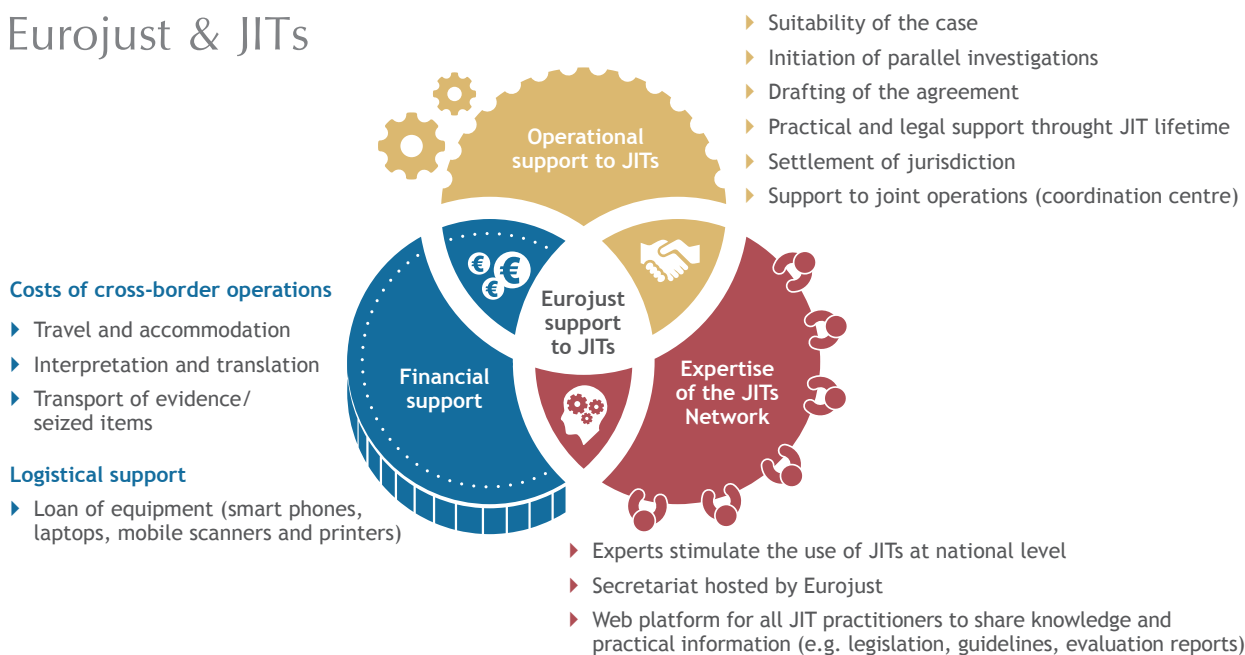 Eurojust & JITs
Suitability of the case
Initiation of parallel investigations
Drafting of the agreement
Practical and legal support throught JIT lifetime
Settlement of jurisdiction
Support to joint operations (coordination centre)
Operational
support to JITs
€
€
€
Eurojust
support
to JITs
Costs of cross-border operations
Travel and accommodation
Interpretation and translation
Transport of evidence/
seized items
Logistical support
Loan of equipment (smart phones,
laptops, mobile scanners and printers)
Financial
support
Expertise
of the JITs
Network
Experts stimulate the use of JITs at national level
Secretariat hosted by Eurojust
Web platform for all JIT practitioners to share knowledge and
practical information (e.g. legislation, guidelines, evaluation reports)